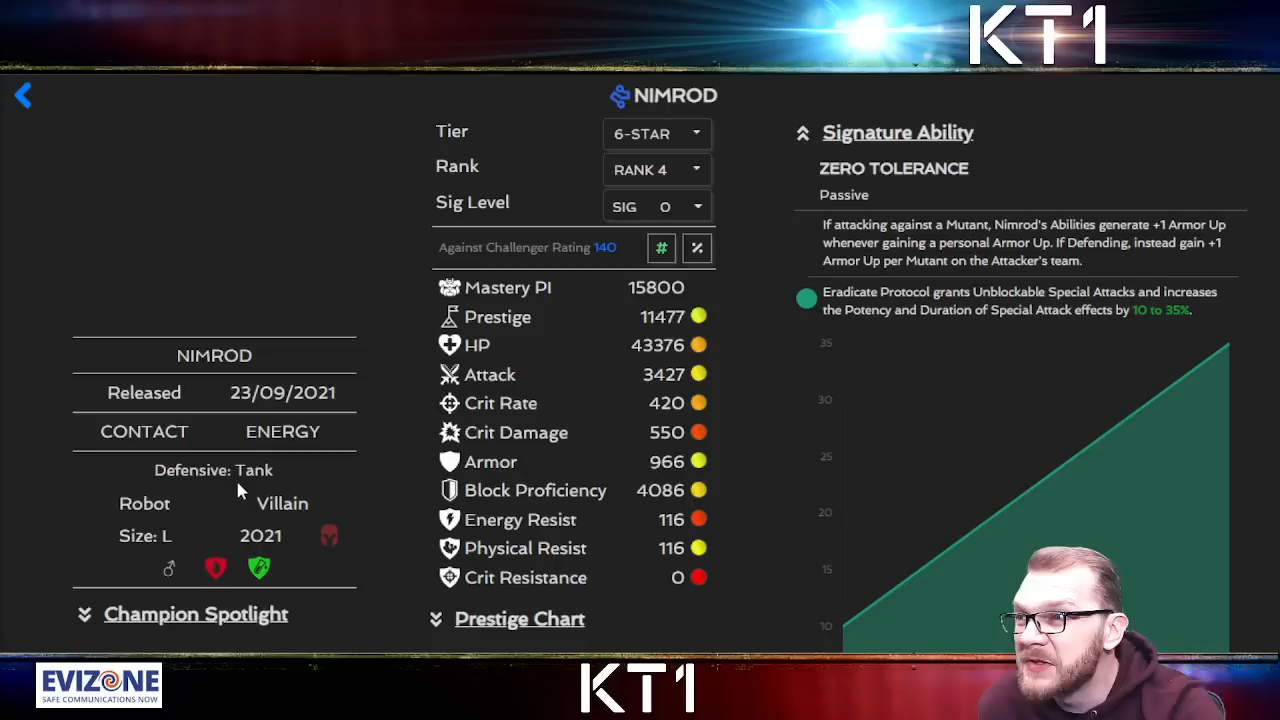 KT1
NIMROD
Tier 6-STAR
Rank RANK 4
Sig Level SIG 0
Against Challenger Rating 140 # %
Mastery PI 15800
Prestige 11477
HP 43376
Attack 3427
Crit Rate 420
Crit Damage 550
Armor 966
Block Proficiency 4086
Energy Resist 116
Physical Resist 116
Crit Resistance 0
Prestige Chart
NIMROD
Released 23/09/2021
CONTACT ENERGY
Defensive: Tank
Robot Villain
Size: L 2021
Champion Spotlight
Signature Ability
ZERO TOLERANCE
Passive
If attacking against a Mutant, Nimrod's Abilities generate +1 Armor Up
whenever gaining a personal Armor Up. If Defending, instead gain +1
Armor Up per Mutant on the Attacker's team.
Eradicate Protocol grants Unblockable Special Attacks and increases
the Potency and Duration of Special Attack effects by 10 to 35%.
35
30
25
20
15
10
EVIZONE
SAFE COMMUNICATIONS NOW
KT1